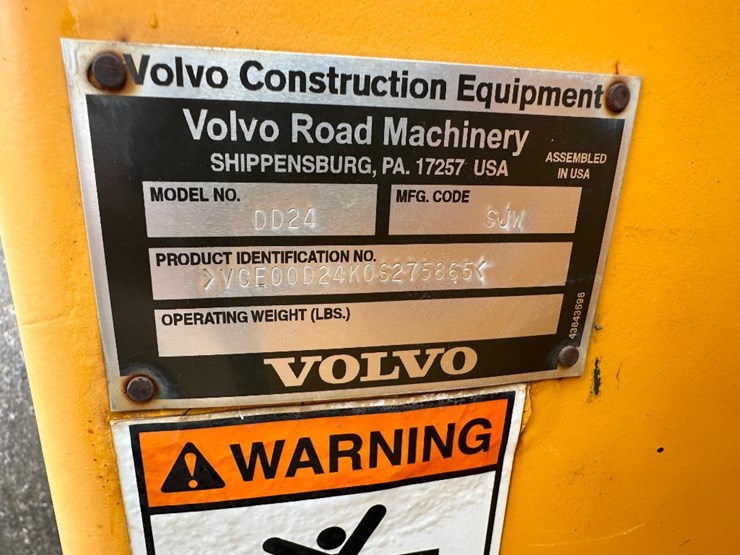 Volvo Construction Equipment
Volvo Road Machinery
SHIPPENSBURG, PA. 17257 USA
ASSEMBLED
IN USA
MODEL NO.
DD24
MFG. CODE
SJW
PRODUCT IDENTIFICATION NO.
>VCE00D24K0S275865<
OPERATING WEIGHT (LBS.)
43843598
VOLVO
WARNING